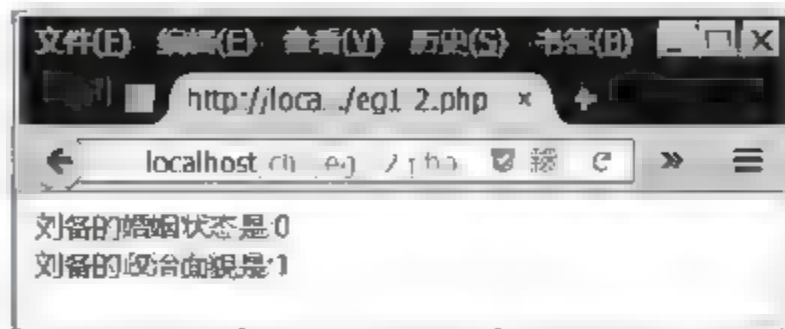 文件(F) 编辑(E) 查看(V) 历史(S) 书签(B)
http://loca.../eg1-2.php ×
localhost
刘备的婚姻状态是:0
刘备的政治面貌是:1